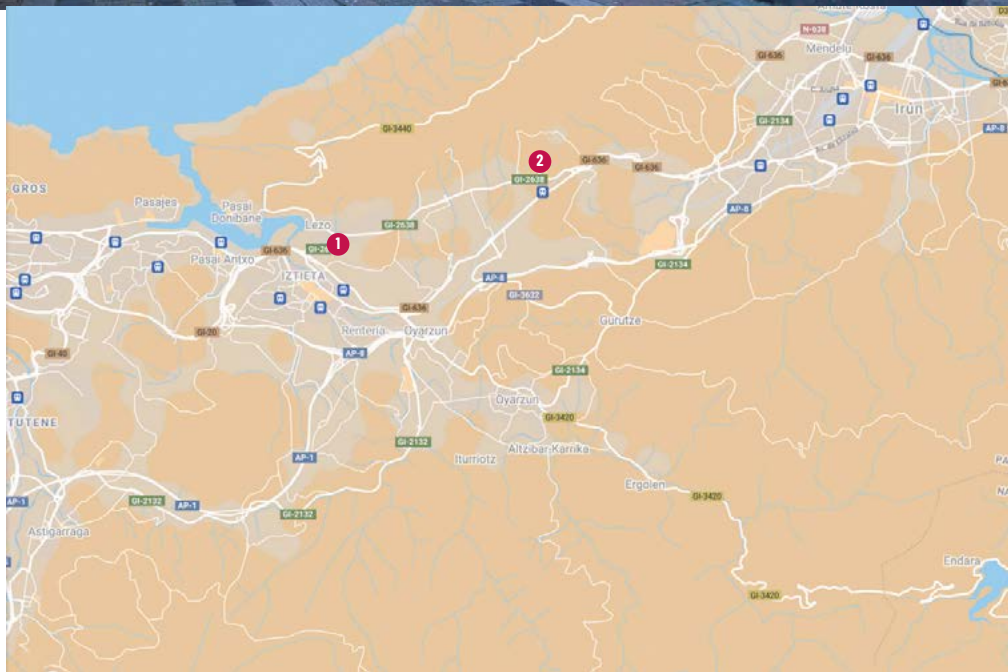 N-638
Mendelu
GI-636
GI-636
Irún
GI-2134
AP-8
GI-3440
2
GI-636
GI-636
GI-2638
GROS
Pasajes
Pasai
Donibane
Lezo
GI-2638
AP-8
1
Pasai Antxo
GI-636
IZTIETA
GI-2134
AP-8
GI-3632
GI-636
Gurutze
GI-20
Renteria
Oyarzun
GI-40
AP-8
GI-2134
Oyarzun
TUTENE
GI-3420
GI-2132
Altzibar-Karrika
Iturriotz
AP-1
Ergoien
GI-3420
AP-1
GI-2132
AP-1
GI-2132
Astigarraga
Endara
GI-3420